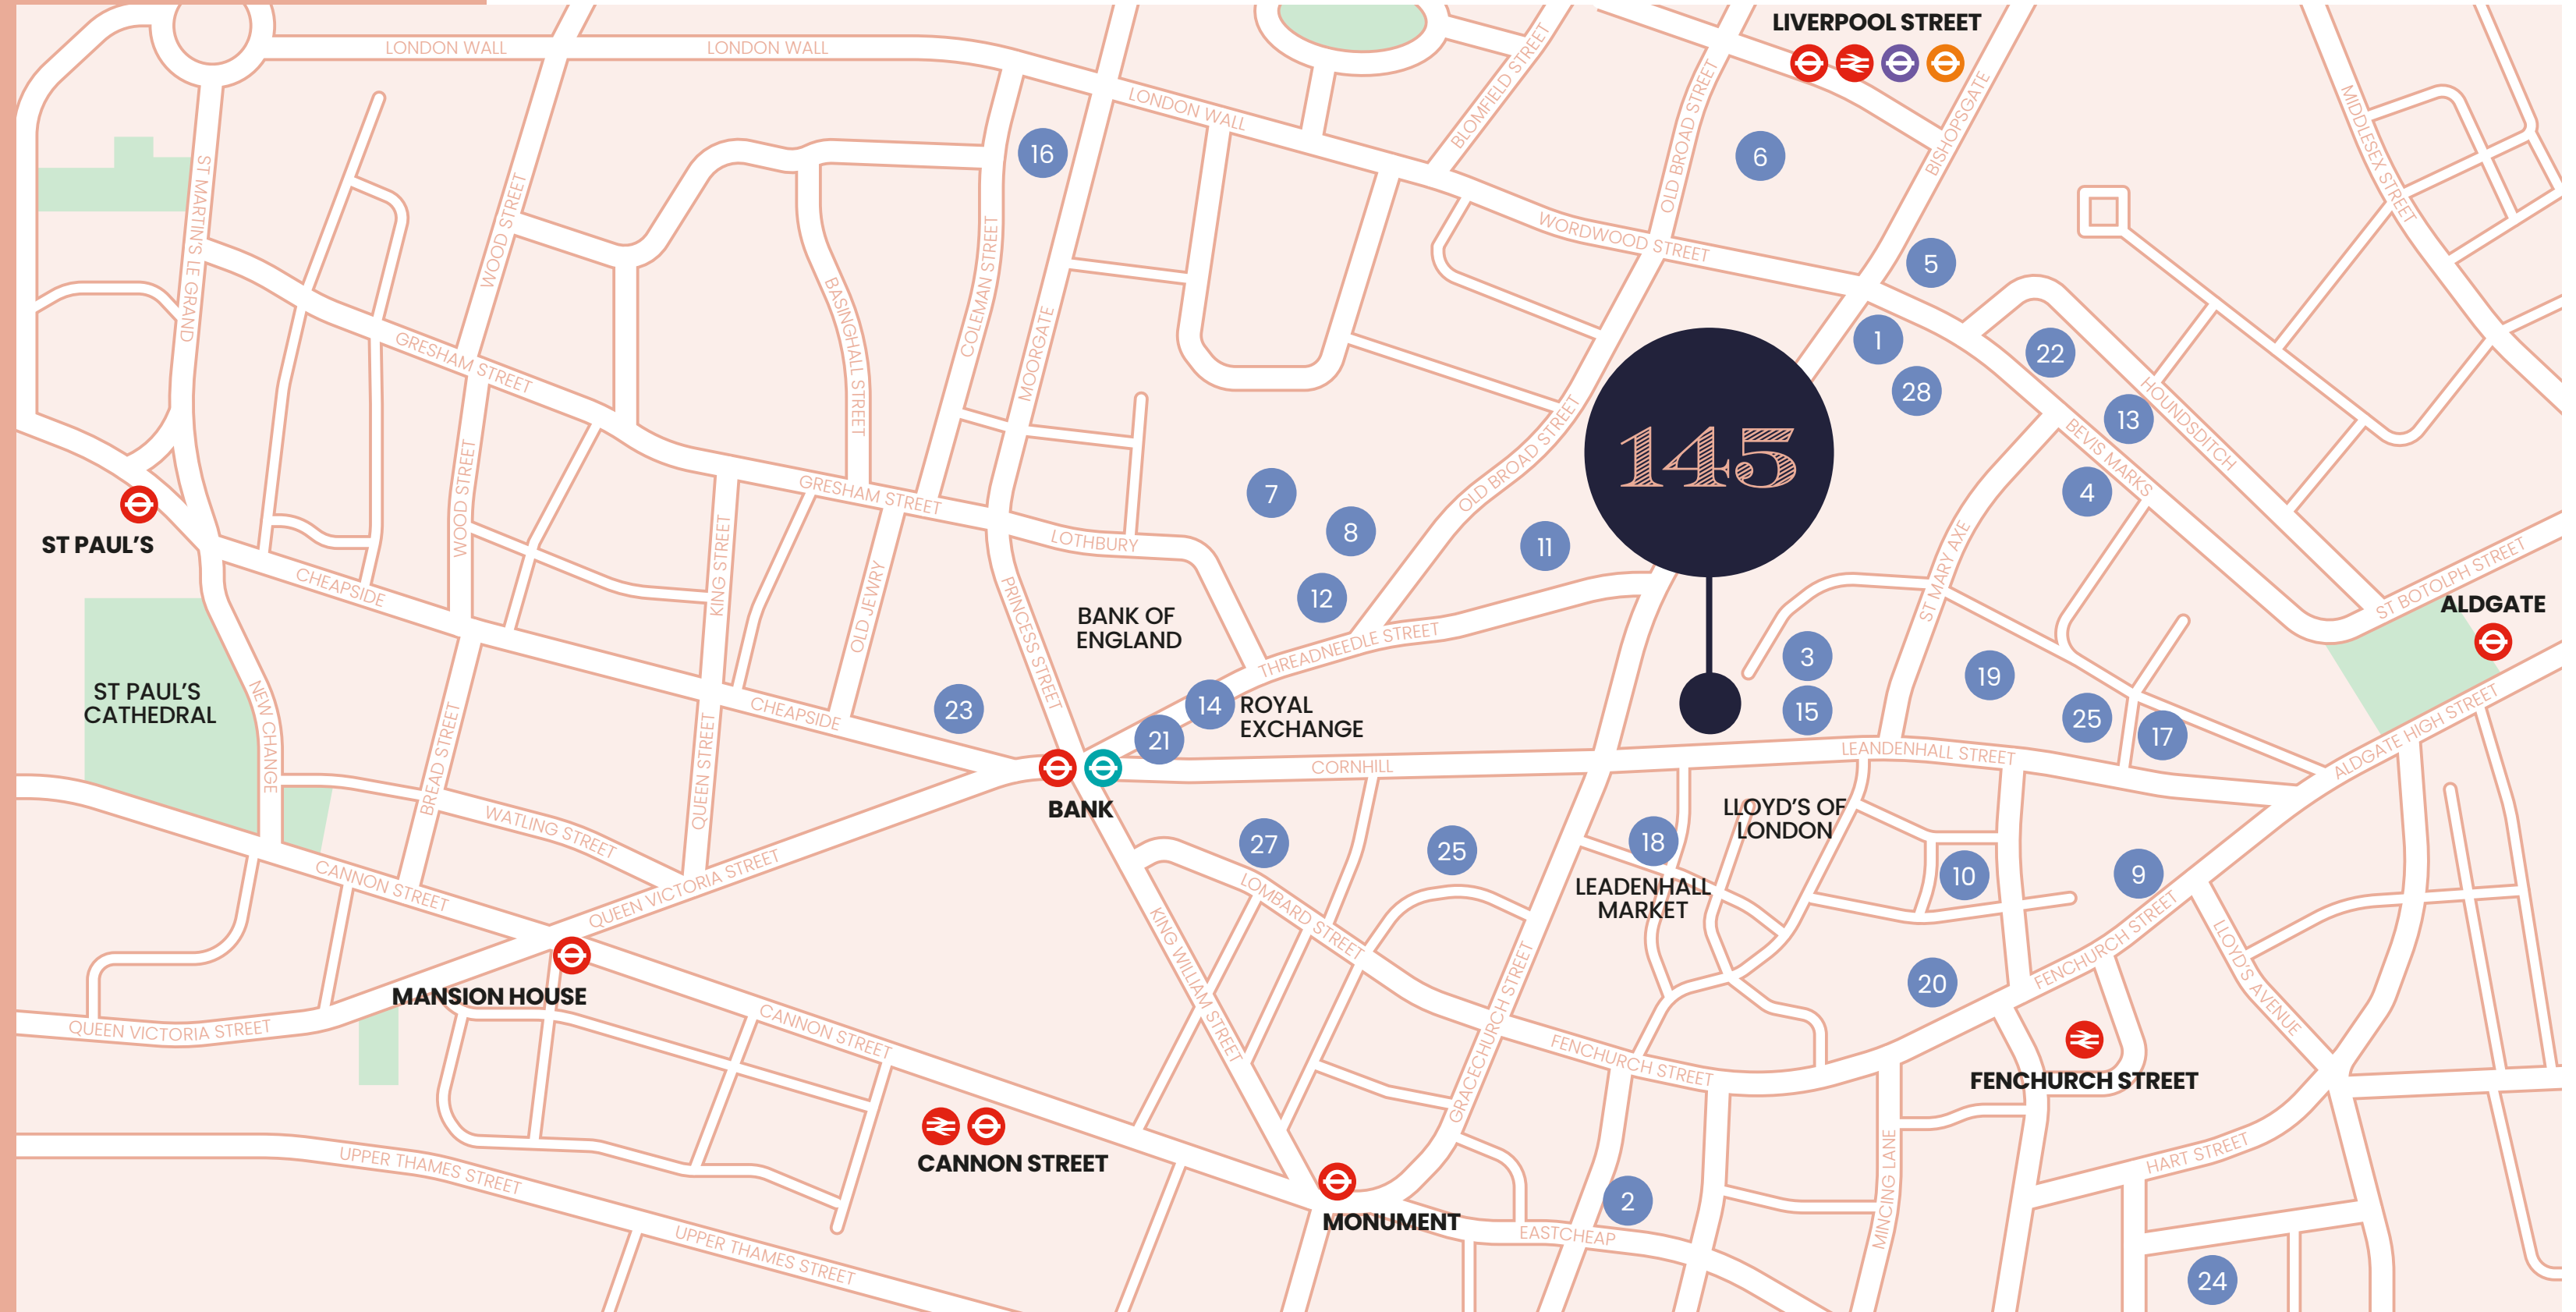 LIVERPOOL STREET
LONDON WALL
LONDON WALL
LONDON WALL
BLOMFIELD STREET
OLD BROAD STREET
BISHOPSGATE
MIDDLESEX STREET
16
6
ST MARTIN'S LE GRAND
WOOD STREET
WORDWOOD STREET
5
COLEMAN STREET
BASINGHALL STREET
MOORGATE
GRESHAM STREET
1
22
28
13
HOUNDSDITCH
BEVIS MARKS
145
OLD BROAD STREET
4
7
8
11
12
GRESHAM STREET
WOOD STREET
ST PAUL'S
KING STREET
LOTHBURY
CHEAPSIDE
OLD JEWRY
PRINCESS STREET
BANK OF
ENGLAND
THREADNEEDLE STREET
ST MARY AXE
ST BOTOLPH STREET
ALDGATE
3
19
15
25
17
ST PAUL'S
CATHEDRAL
NEW CHANGE
BREAD STREET
QUEEN STREET
CHEAPSIDE
23
14
ROYAL
EXCHANGE
21
CORNHILL
LEANDENHALL STREET
ALDGATE HIGH STREET
BANK
WATLING STREET
27
25
18
LLOYD'S OF
LONDON
LEADENHALL
MARKET
10
9
CANNON STREET
QUEEN VICTORIA STREET
LOMBARD STREET
KING WILLIAM STREET
GRACECHURCH STREET
20
FENCHURCH STREET
LLOYD'S AVENUE
MANSION HOUSE
QUEEN VICTORIA STREET
CANNON STREET
FENCHURCH STREET
FENCHURCH STREET
CANNON STREET
UPPER THAMES STREET
MONUMENT
2
EASTCHEAP
MINCING LANE
HART STREET
UPPER THAMES STREET
24